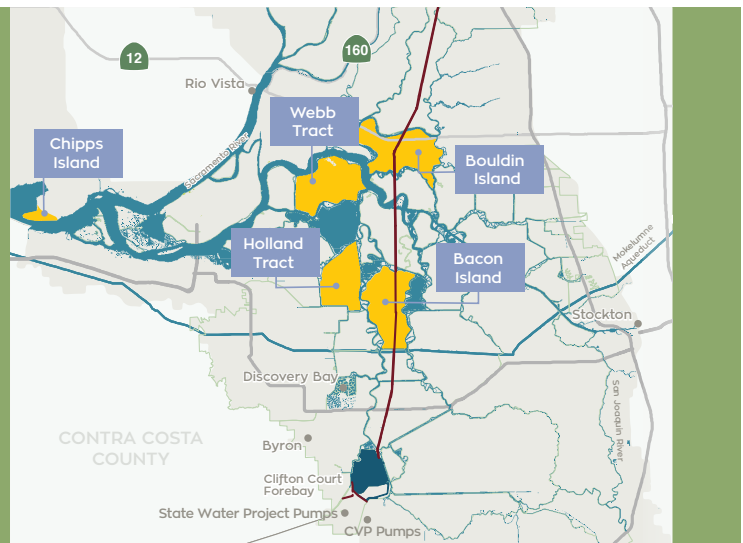 12
160
Rio Vista
Webb
Tract
Chipps
Island
Sacramento River
Bouldin
Island
Holland
Tract
Bacon
Island
Mokelumne
Aqueduct
Stockton
Discovery Bay
San Joaquin River
CONTRA COSTA
COUNTY
Byron
Clifton Court
Forebay
State Water Project Pumps
CVP Pumps